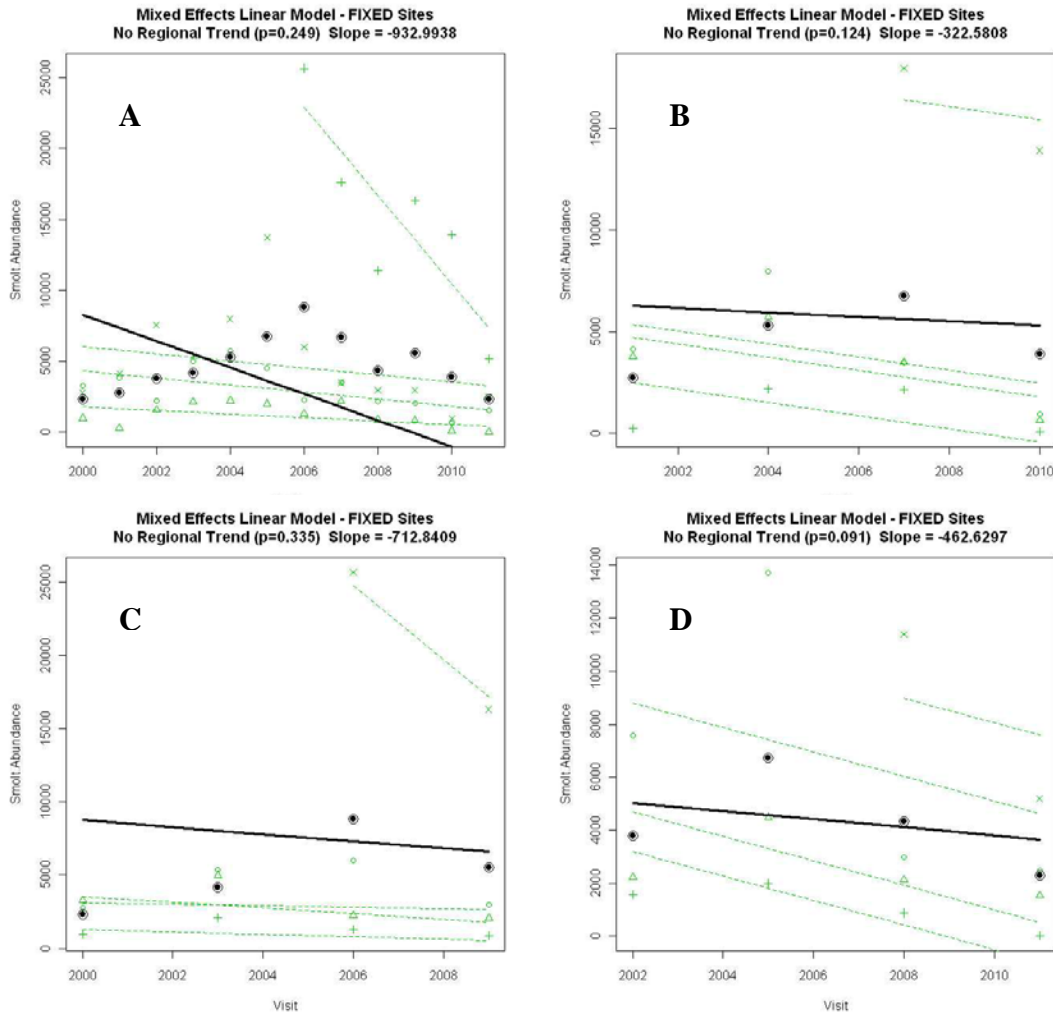 Mixed Effects Linear Model - FIXED Sites
No Regional Trend (p=0.249) Slope = -932.9938
A
Smolt Abundance
25000
20000
15000
10000
5000
0
2000 2002 2004 2006 2008 2010
Mixed Effects Linear Model - FIXED Sites
No Regional Trend (p=0.124) Slope = -322.5808
B
Smolt Abundance
15000
10000
5000
0
2002 2004 2006 2008 2010
Mixed Effects Linear Model - FIXED Sites
No Regional Trend (p=0.335) Slope = -712.8409
C
Smolt Abundance
25000
20000
15000
10000
5000
0
2000 2002 2004 2006 2008
Visit
Mixed Effects Linear Model - FIXED Sites
No Regional Trend (p=0.091) Slope = -462.6297
D
Smolt Abundance
14000
12000
10000
8000
6000
4000
2000
0
2002 2004 2006 2008 2010
Visit